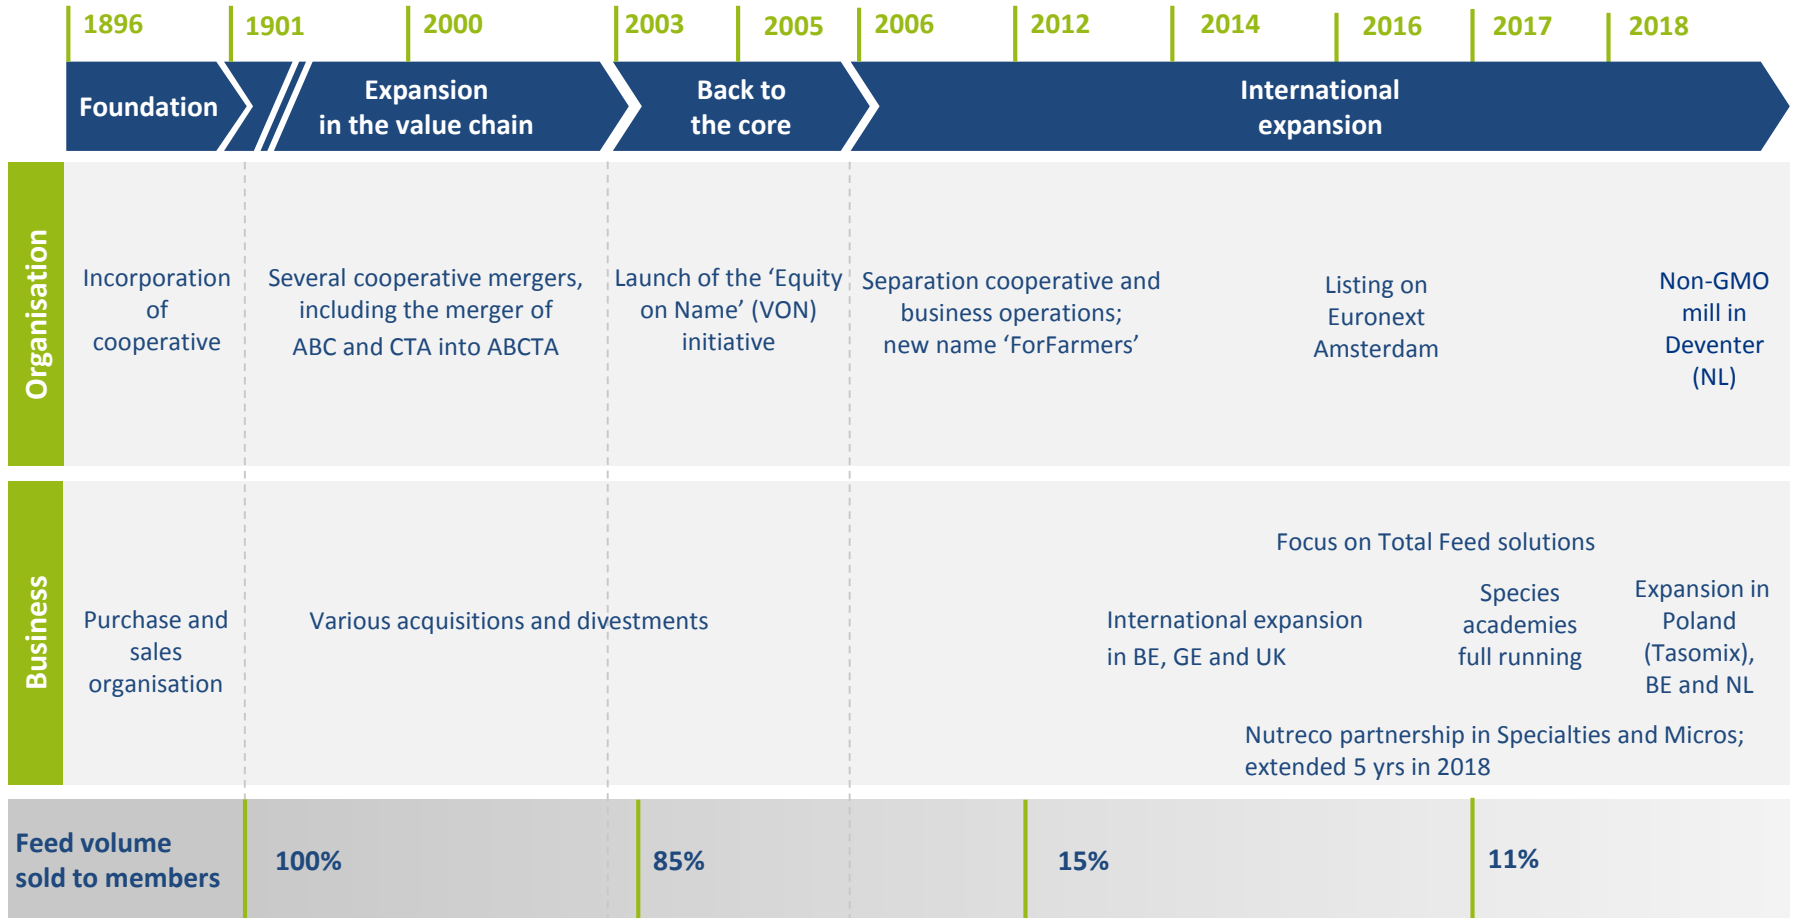 1896
1901
2000
2003
2005
2006
2012
2014
2016
2017
2018
Foundation
Expansion
in the value chain
Back to
the core
International
expansion
Organisation
Incorporation
of
cooperative
Several cooperative mergers,
including the merger of
ABC and CTA into ABCTA
Launch of the ‘Equity
on Name’ (VON)
initiative
Separation cooperative and
business operations;
new name ‘ForFarmers’
Listing on
Euronext
Amsterdam
Non-GMO
mill in
Deventer
(NL)
Business
Purchase and
sales
organisation
Various acquisitions and divestments
International expansion
in BE, GE and UK
Focus on Total Feed solutions
Species
academies
full running
Expansion in
Poland
(Tasomix),
BE and NL
Nutreco partnership in Specialties and Micros;
extended 5 yrs in 2018
Feed volume
sold to members
100%
85%
15%
11%